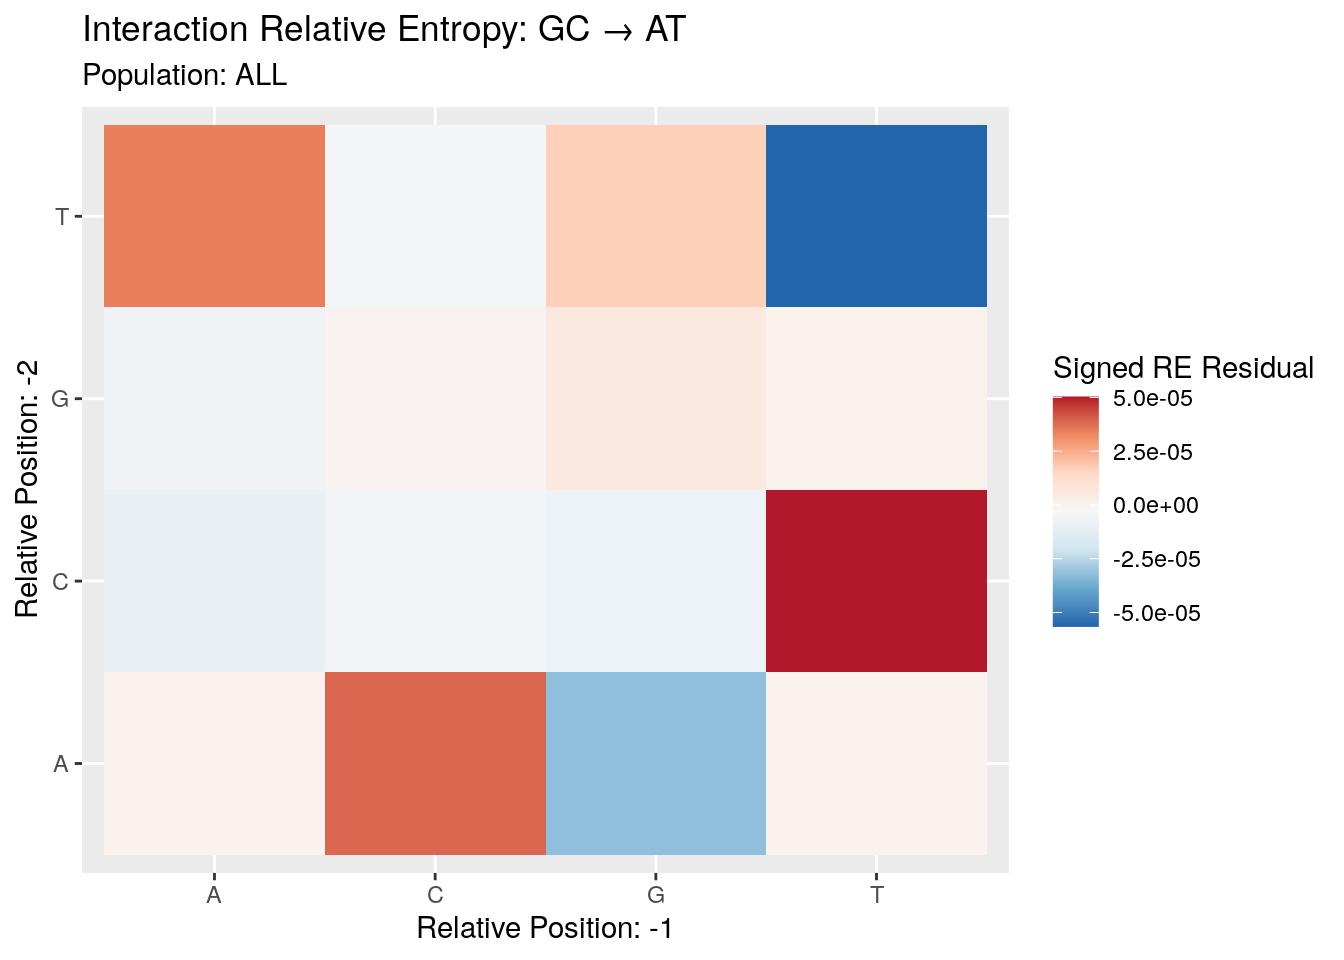 Interaction Relative Entropy: GC → AT
Population: ALL
Relative Position: -2
T
G
C
A
A C G T
Relative Position: -1
Signed RE Residual
5.0e-05
2.5e-05
0.0e+00
-2.5e-05
-5.0e-05